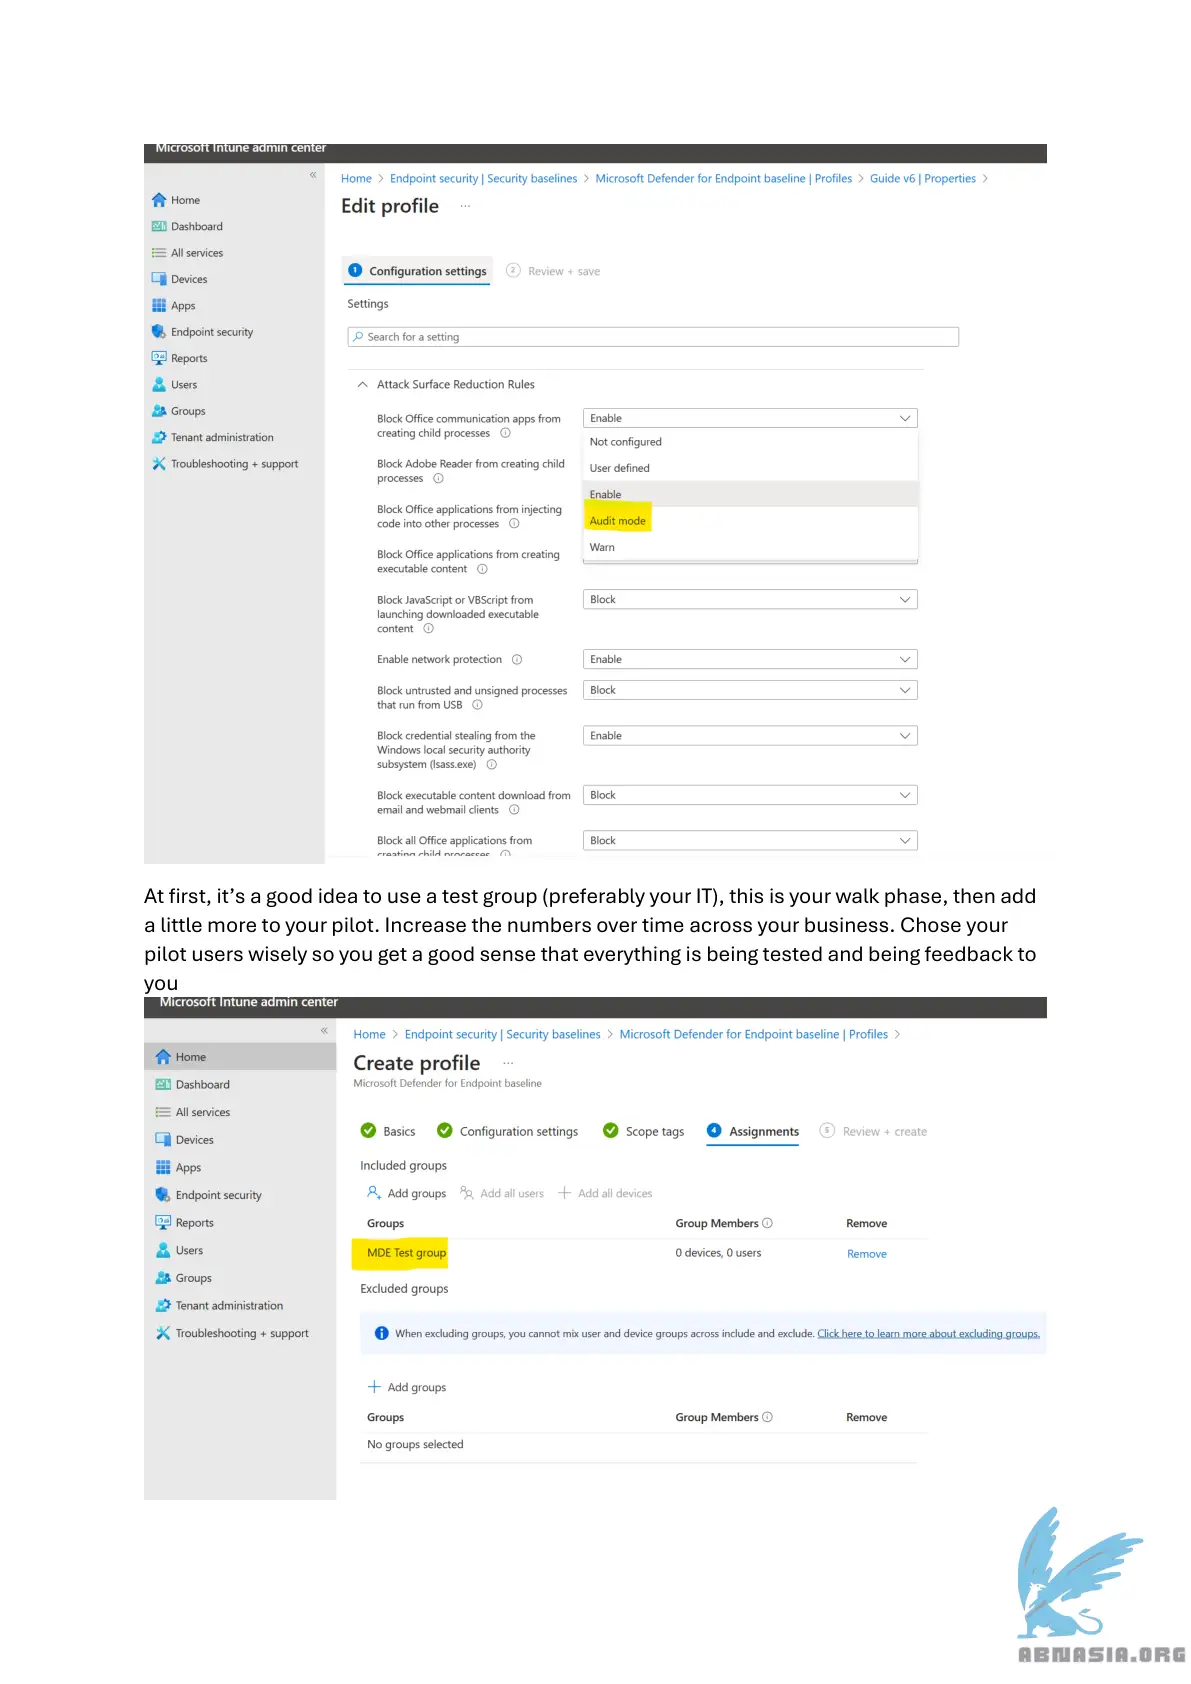 Microsoft Intune admin center
«
Home > Endpoint security | Security baselines > Microsoft Defender for Endpoint baseline | Profiles > Guide v6 | Properties >
Edit profile ...
Home
Dashboard
All services
Devices
Apps
Endpoint security
Reports
Users
Groups
Tenant administration
Troubleshooting + support
1 Configuration settings 2 Review + save
Settings
Search for a setting
Attack Surface Reduction Rules
Block Office communication apps from
creating child processes
Enable
Not configured
User defined
Enable
Audit mode
Warn
Block Adobe Reader from creating child
processes
Block Office applications from injecting
code into other processes
Block Office applications from creating
executable content
Block JavaScript or VBScript from
launching downloaded executable
content
Block
Enable network protection
Enable
Block untrusted and unsigned processes
that run from USB
Block
Block credential stealing from the
Windows local security authority
subsystem (lsass.exe)
Enable
Block executable content download from
email and webmail clients
Block
Block all Office applications from
creating child processes
Block
At first, it's a good idea to use a test group (preferably your IT), this is your walk phase, then add
a little more to your pilot. Increase the numbers over time across your business. Chose your
pilot users wisely so you get a good sense that everything is being tested and being feedback to
you
Microsoft Intune admin center
«
Home > Endpoint security | Security baselines > Microsoft Defender for Endpoint baseline | Profiles >
Create profile ...
Microsoft Defender for Endpoint baseline
Home
Dashboard
All services
Devices
Apps
Endpoint security
Reports
Users
Groups
Tenant administration
Troubleshooting + support
Basics Configuration settings Scope tags 4 Assignments 5 Review + create
Included groups
Add groups Add all users + Add all devices
Groups Group Members Remove
MDE Test group 0 devices, 0 users Remove
Excluded groups
When excluding groups, you cannot mix user and device groups across include and exclude. Click here to learn more about excluding groups.
+ Add groups
Groups Group Members Remove
No groups selected
ABNASIA.ORG